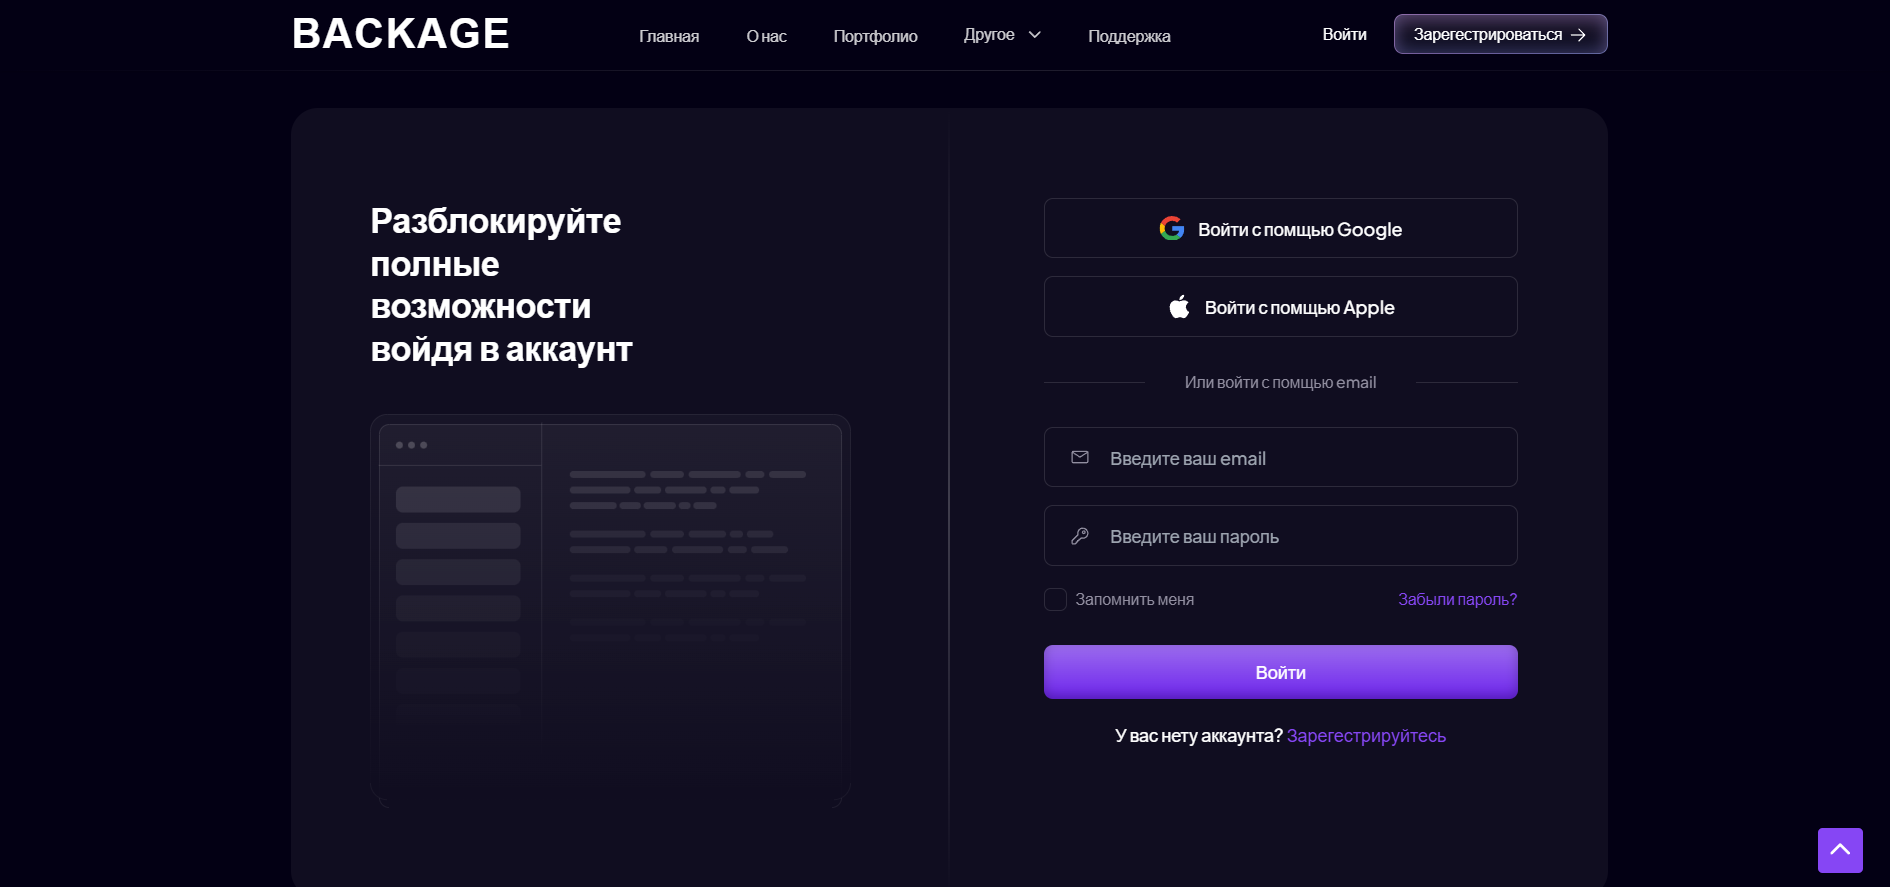 BACKAGE
Главная
О нас
Портфолио
Другое
Поддержка
Войти
Зарегестрироваться
Разблокируйте
полные
возможности
войдя в аккаунт
Войти с помщью Google
Войти с помщью Apple
Или войти с помщью email
Введите ваш email
Введите ваш пароль
Запомнить меня
Забыли пароль?
Войти
У вас нету аккаунта? Зарегестрируйтесь